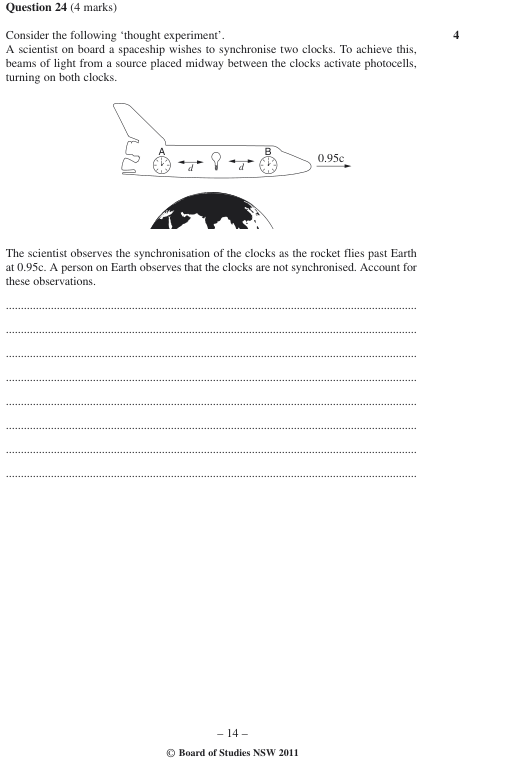 Question 24 (4 marks)
Consider the following ‘thought experiment’. 4
A scientist on board a spaceship wishes to synchronise two clocks. To achieve this,
beams of light from a source placed midway between the clocks activate photocells,
turning on both clocks.
A B
0.95c
d d
The scientist observes the synchronisation of the clocks as the rocket flies past Earth
at 0.95c. A person on Earth observes that the clocks are not synchronised. Account for
these observations.
– 14 –
© Board of Studies NSW 2011